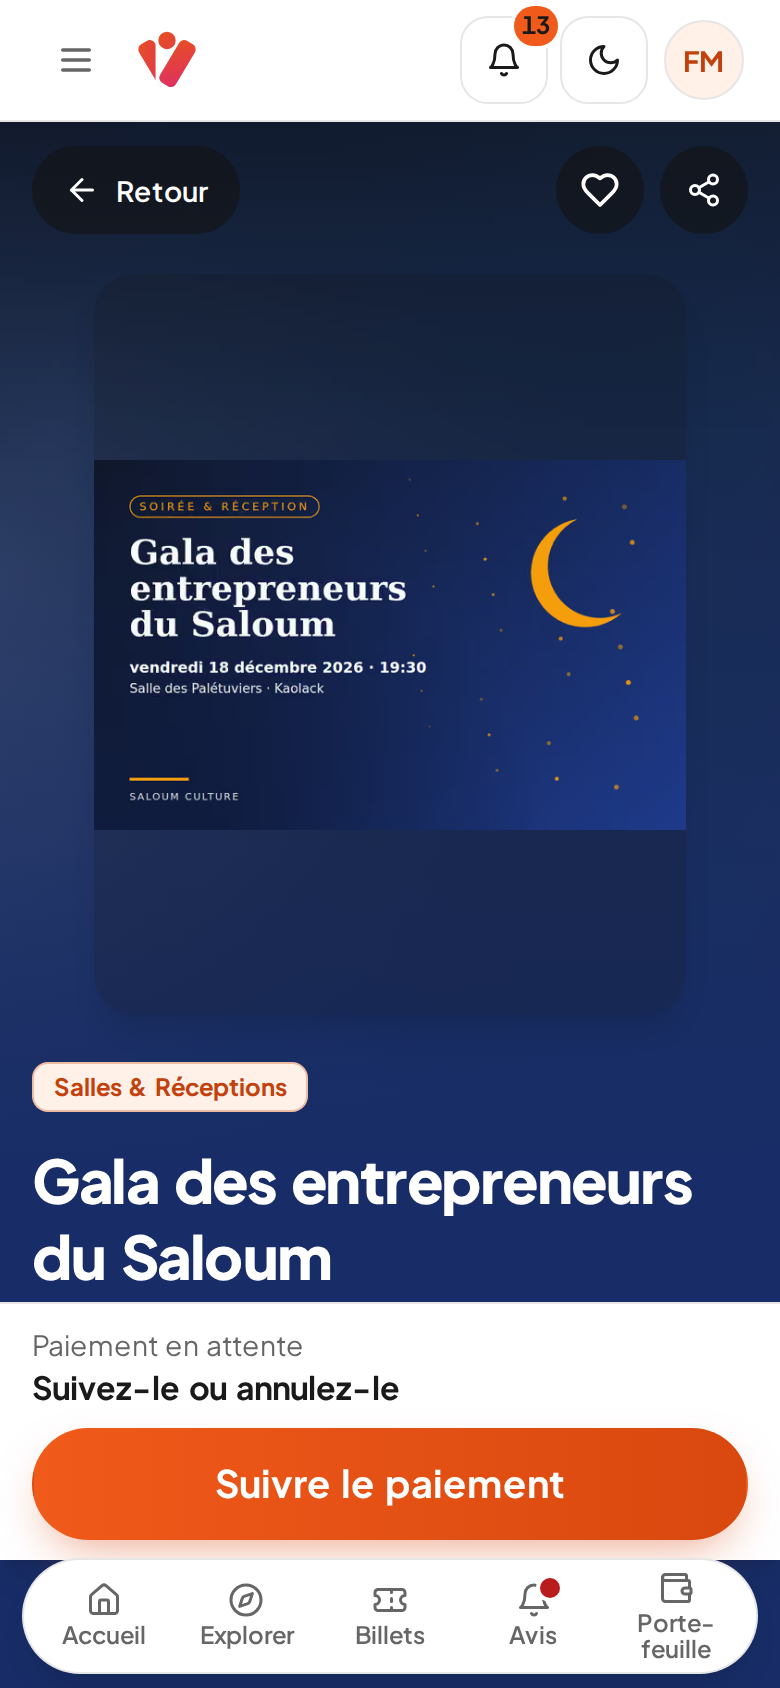 13
FM
Retour
SOIRÉE & RÉCEPTION
Gala des
entrepreneurs
du Saloum
vendredi 18 décembre 2026 · 19:30
Salle des Palétuviers · Kaolack
SALOUM CULTURE
Salles & Réceptions
Gala des entrepreneurs
du Saloum
Paiement en attente
Suivez-le ou annulez-le
Suivre le paiement
Accueil
Explorer
Billets
Avis
Porte-
feuille